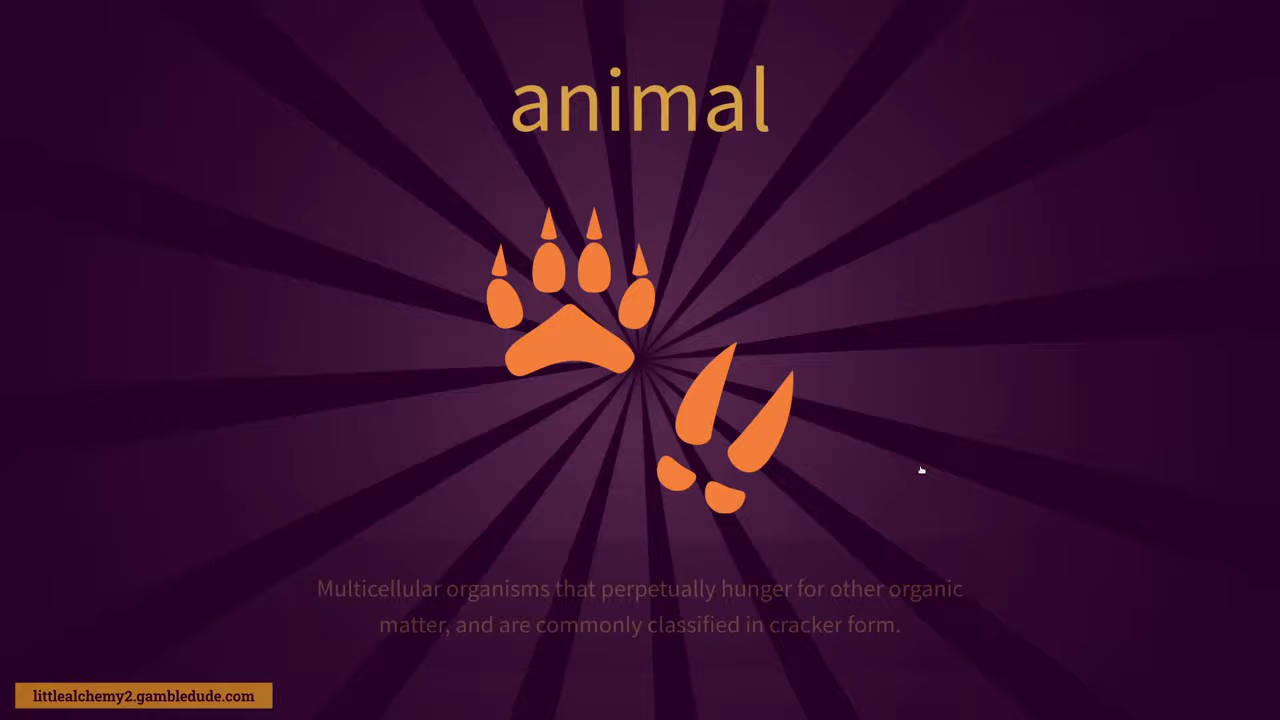 animal
Multicellular organisms that perpetually hunger for other organic
matter, and are commonly classified in cracker form.
littlealchemy2.gambledude.com